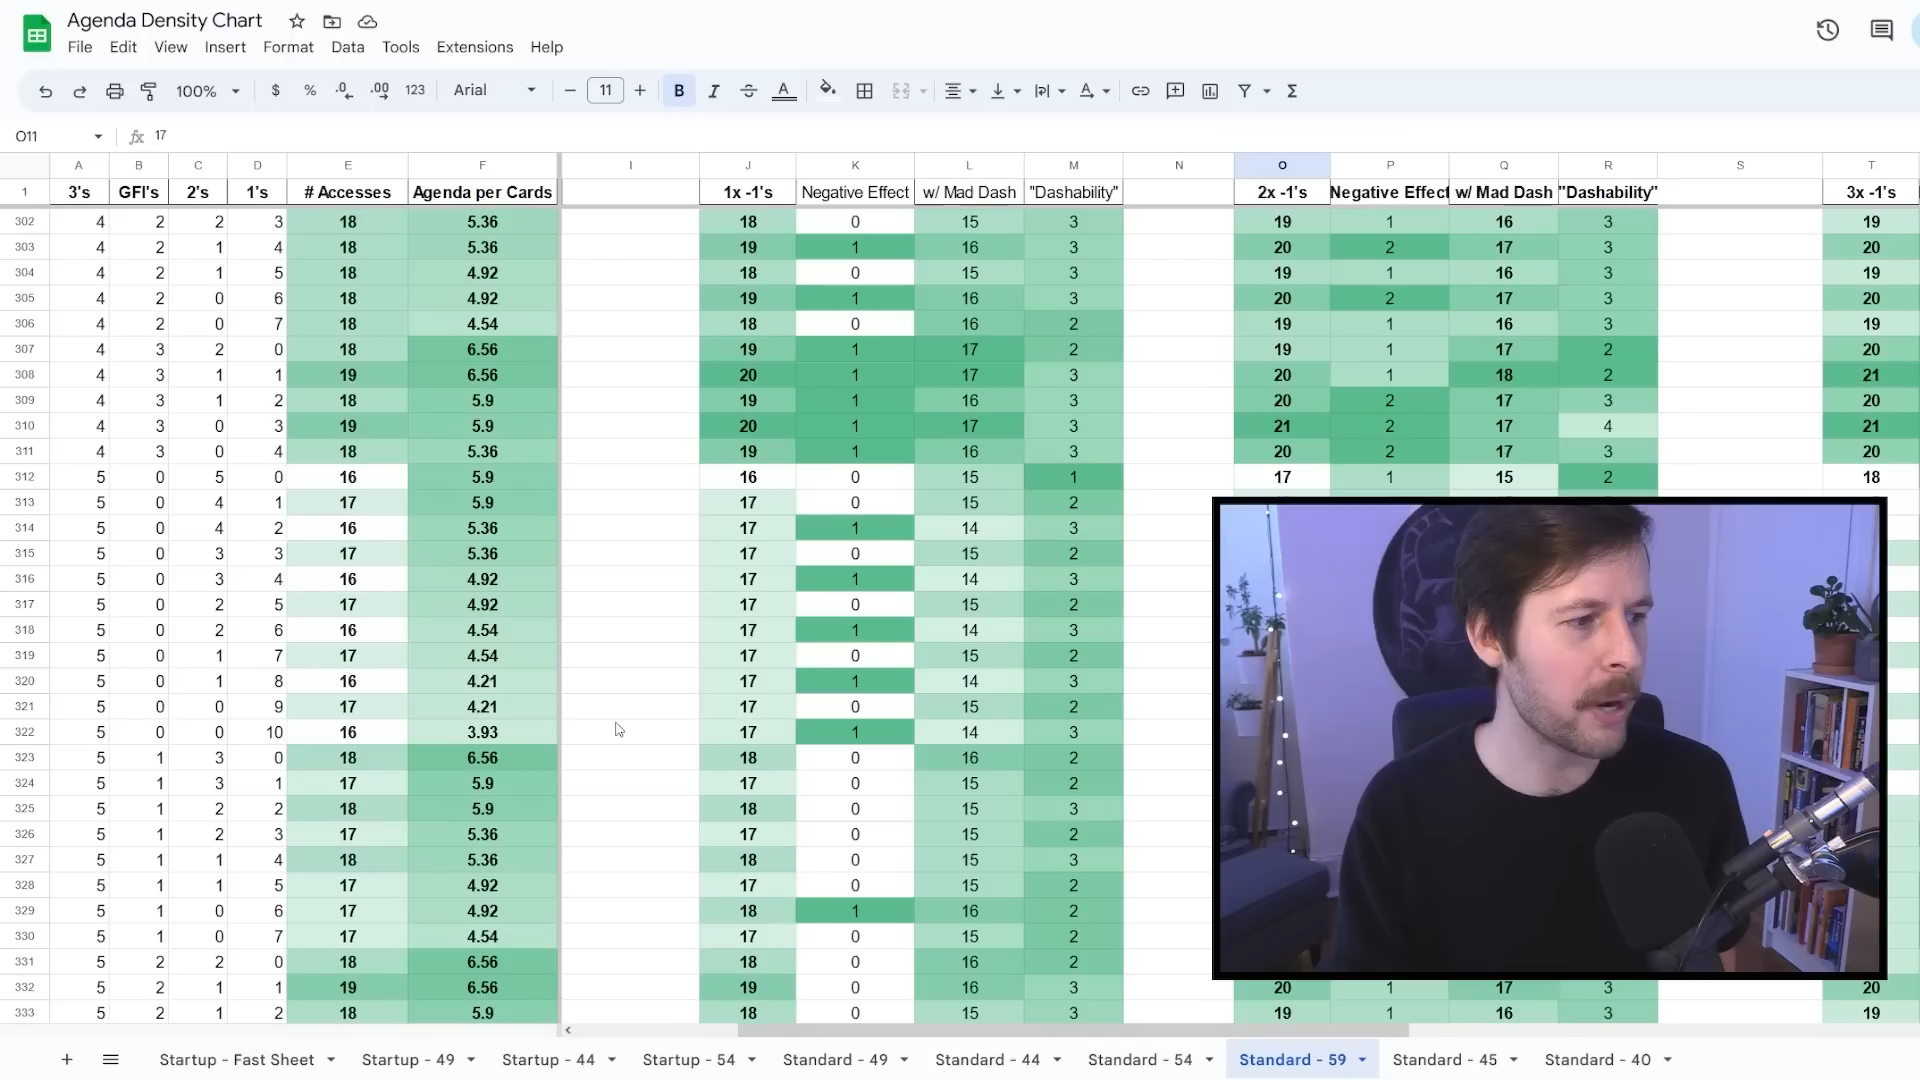 Agenda Density Chart
File Edit View Insert Format Data Tools Extensions Help
100% $ % .0 .00 123 Arial 11 B I S A Σ
O11 fx 17
A B C D E F I J K L M N O P Q R S T
1 3's GFI's 2's 1's # Accesses Agenda per Cards 1x -1's Negative Effect w/ Mad Dash "Dashability" 2x -1's Negative Effect w/ Mad Dash "Dashability" 3x -1's
302 4 2 2 3 18 5.36 18 0 15 3 19 1 16 3 19
303 4 2 1 4 18 5.36 19 1 16 3 20 2 17 3 20
304 4 2 1 5 18 4.92 18 0 15 3 19 1 16 3 19
305 4 2 0 6 18 4.92 19 1 16 3 20 2 17 3 20
306 4 2 0 7 18 4.54 18 0 16 2 19 1 16 3 19
307 4 3 2 0 18 6.56 19 1 17 2 19 1 17 2 20
308 4 3 1 1 19 6.56 20 1 17 3 20 1 18 2 21
309 4 3 1 2 18 5.9 19 1 16 3 20 2 17 3 20
310 4 3 0 3 19 5.9 20 1 17 3 21 2 17 4 21
311 4 3 0 4 18 5.36 19 1 16 3 20 2 17 3 20
312 5 0 5 0 16 5.9 16 0 15 1 17 1 15 2 18
313 5 0 4 1 17 5.9 17 0 15 2
314 5 0 4 2 16 5.36 17 1 14 3
315 5 0 3 3 17 5.36 17 0 15 2
316 5 0 3 4 16 4.92 17 1 14 3
317 5 0 2 5 17 4.92 17 0 15 2
318 5 0 2 6 16 4.54 17 1 14 3
319 5 0 1 7 17 4.54 17 0 15 2
320 5 0 1 8 16 4.21 17 1 14 3
321 5 0 0 9 17 4.21 17 0 15 2
322 5 0 0 10 16 3.93 17 1 14 3
323 5 1 3 0 18 6.56 18 0 16 2
324 5 1 3 1 17 5.9 17 0 15 2
325 5 1 2 2 18 5.9 18 0 15 3
326 5 1 2 3 17 5.36 17 0 15 2
327 5 1 1 4 18 5.36 18 0 15 3
328 5 1 1 5 17 4.92 17 0 15 2
329 5 1 0 6 17 4.92 18 1 16 2
330 5 1 0 7 17 4.54 17 0 15 2
331 5 2 2 0 18 6.56 18 0 16 2
332 5 2 1 1 19 6.56 19 0 16 3 20 1 17 3 20
333 5 2 1 2 18 5.9 18 0 15 3 19 1 16 3 19
Startup - Fast Sheet Startup - 49 Startup - 44 Startup - 54 Standard - 49 Standard - 44 Standard - 54 Standard - 59 Standard - 45 Standard - 40